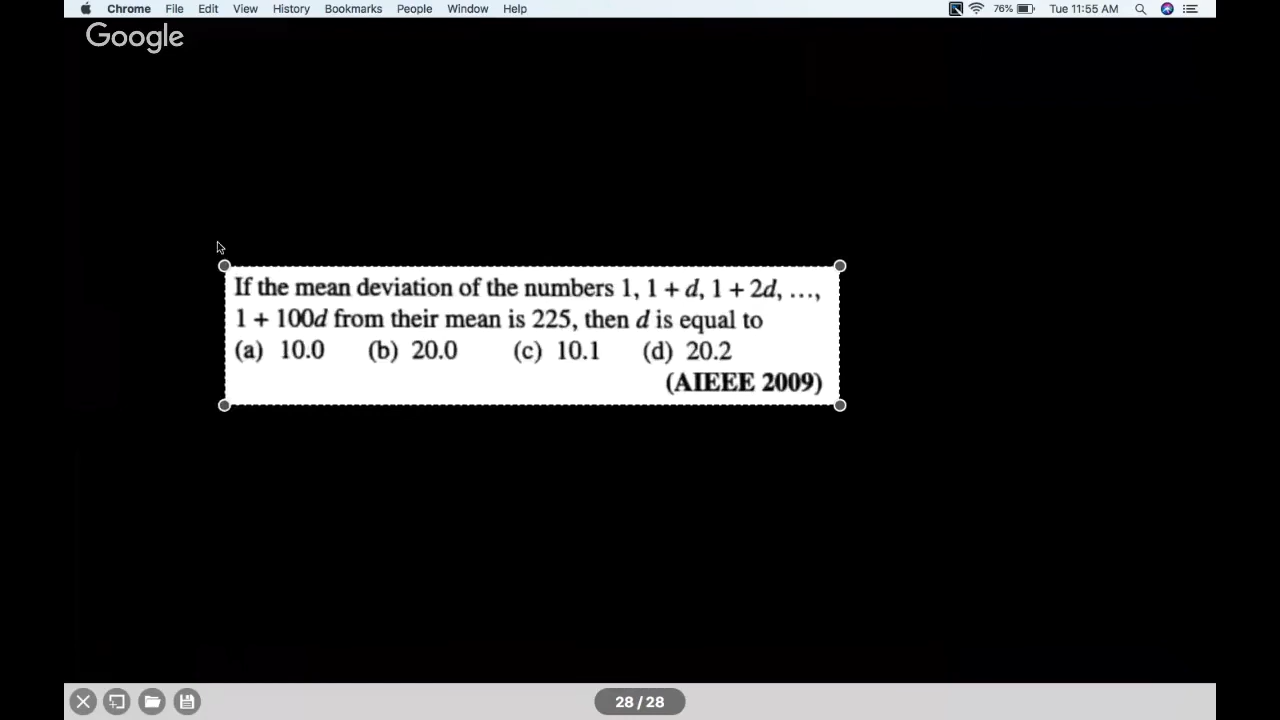 Chrome File Edit View History Bookmarks People Window Help 76% Tue 11:55 AM
Google
If the mean deviation of the numbers 1, 1 + d, 1 + 2d, ...,
1 + 100d from their mean is 225, then d is equal to
(a) 10.0 (b) 20.0 (c) 10.1 (d) 20.2
(AIEEE 2009)
28 / 28